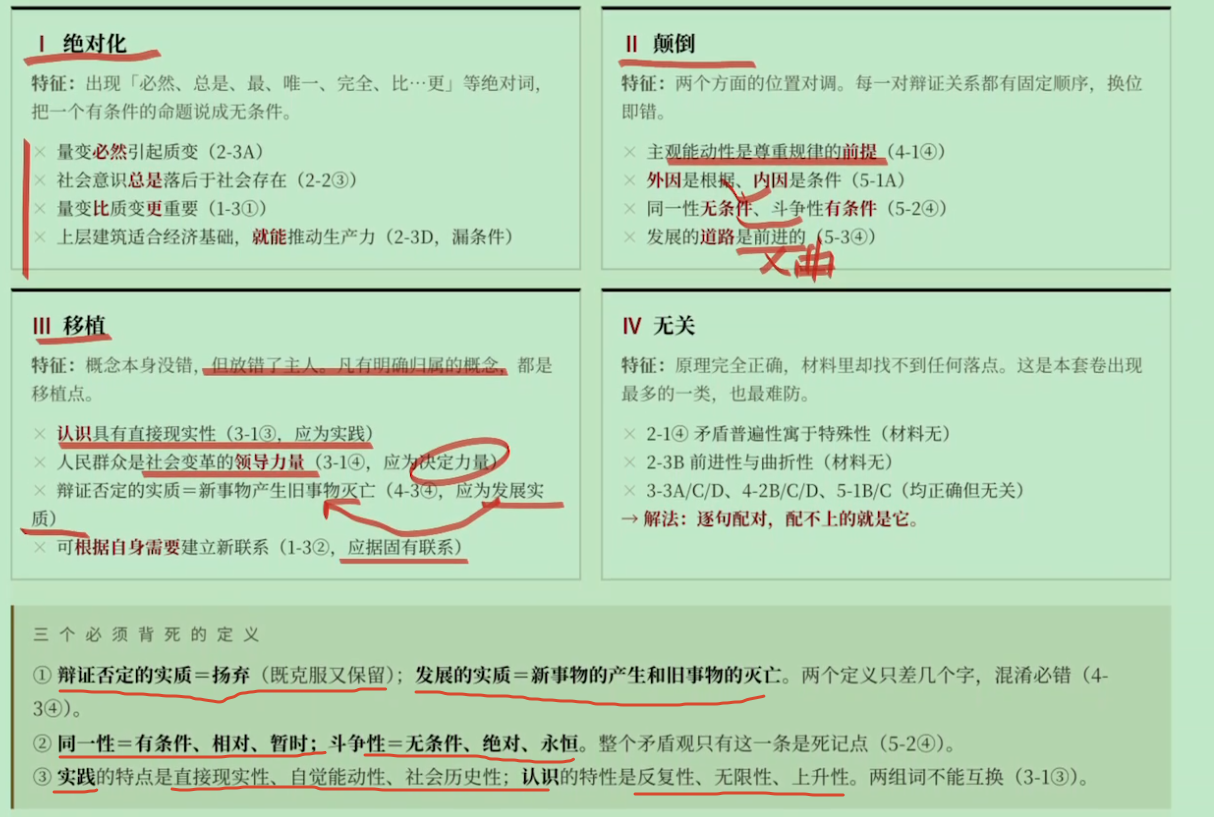 I 绝对化
特征：出现「必然、总是、最、唯一、完全、比…更」等绝对词，
把一个有条件的命题说成无条件。
× 量变必然引起质变（2-3A）
× 社会意识总是落后于社会存在（2-2③）
× 量变比质变更重要（1-3①）
× 上层建筑适合经济基础，就能推动生产力（2-3D，漏条件）
II 颠倒
特征：两个方面的位置对调。每一对辩证关系都有固定顺序，换位
即错。
× 主观能动性是尊重规律的前提（4-1④）
× 外因是根据、内因是条件（5-1A）
× 同一性无条件、斗争性有条件（5-2④）
× 发展的道路是前进的（5-3④）
曲
III 移植
特征：概念本身没错，但放错了主人。凡有明确归属的概念，都是
移植点。
× 认识具有直接现实性（3-1③，应为实践）
× 人民群众是社会变革的领导力量（3-1④，应为决定力量）
× 辩证否定的实质＝新事物产生旧事物灭亡（4-3④，应为发展实
质）
× 可根据自身需要建立新联系（1-3②，应据固有联系）
IV 无关
特征：原理完全正确，材料里却找不到任何落点。这是本套卷出现
最多的一类，也最难防。
× 2-1④ 矛盾普遍性寓于特殊性（材料无）
× 2-3B 前进性与曲折性（材料无）
× 3-3A/C/D、4-2B/C/D、5-1B/C（均正确但无关）
→ 解法：逐句配对，配不上的就是它。
三个必须背死的定义
① 辩证否定的实质＝扬弃（既克服又保留）；发展的实质＝新事物的产生和旧事物的灭亡。两个定义只差几个字，混淆必错（4-
3④）。
② 同一性＝有条件、相对、暂时；斗争性＝无条件、绝对、永恒。整个矛盾观只有这一条是死记点（5-2④）。
③ 实践的特点是直接现实性、自觉能动性、社会历史性；认识的特性是反复性、无限性、上升性。两组词不能互换（3-1③）。